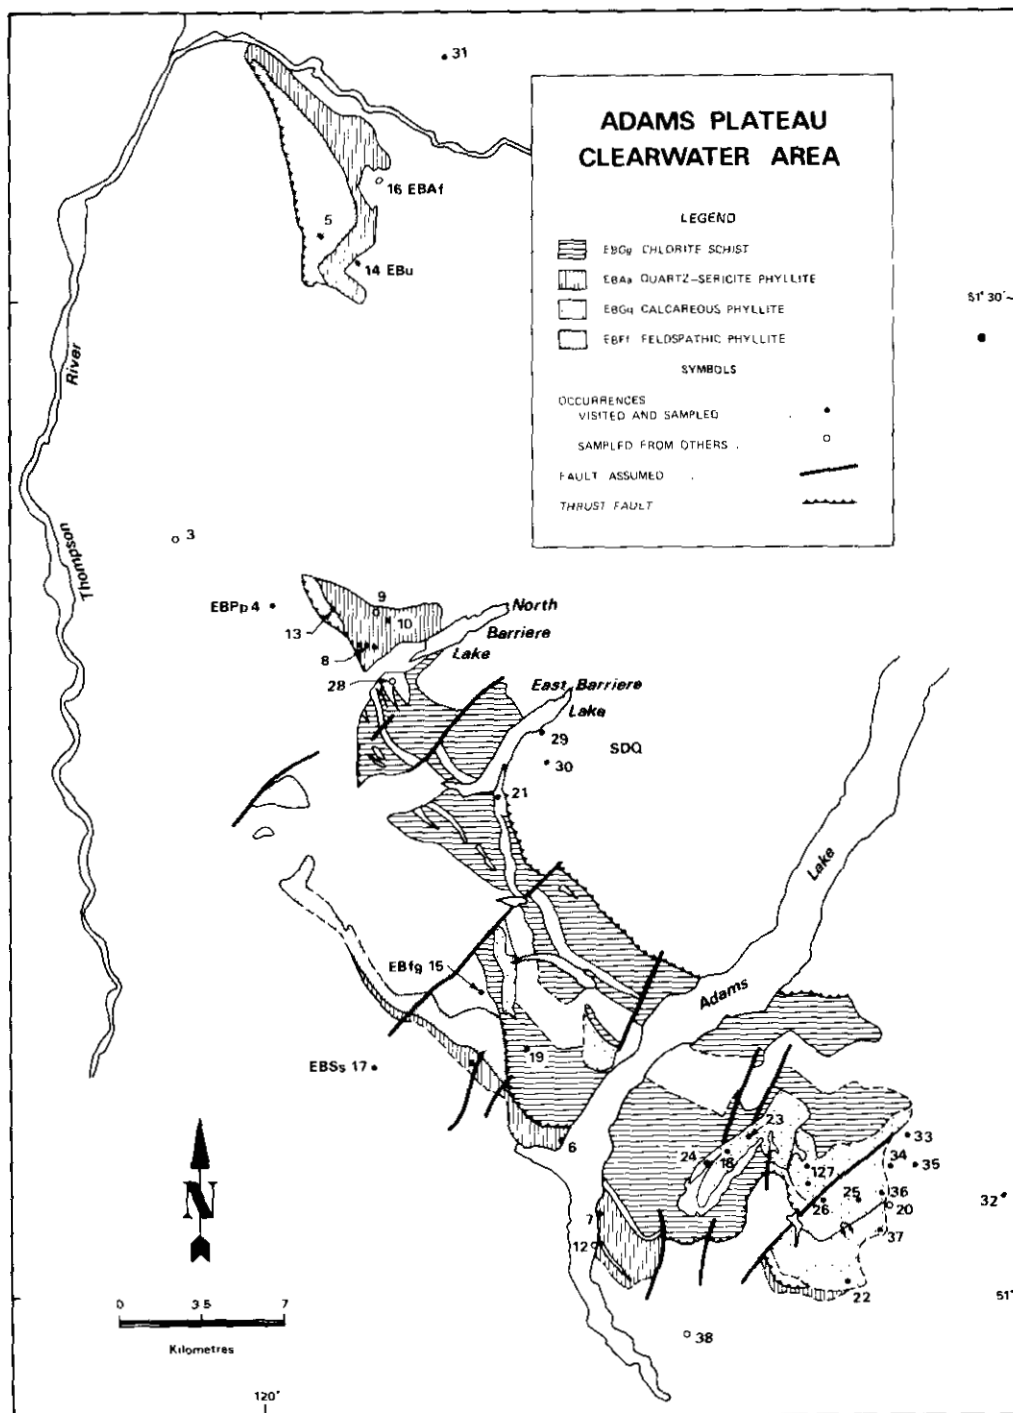 31
ADAMS PLATEAU
CLEARWATER AREA
LEGEND
EBGg CHLORITE SCHIST
EBAa QUARTZ-SERICITE PHYLLITE
EBGq CALCAREOUS PHYLLITE
EBFf FELDSPATHIC PHYLLITE
SYMBOLS
OCCURRENCES
VISITED AND SAMPLED
SAMPLED FROM OTHERS
FAULT ASSUMED
THRUST FAULT
16 EBAf
5
14 EBu
51° 30'
River
Thompson
3
EBPp 4
13
9
10
8
North
Barriere
Lake
28
East Barriere
Lake
29
SDQ
30
21
Lake
Adams
EBfg 15
19
EBSs 17
6
23
24
18
33
34
35
127
36
26
25
20
32
37
7
12
22
38
51°
N
0 3.5 7
Kilometres
120°